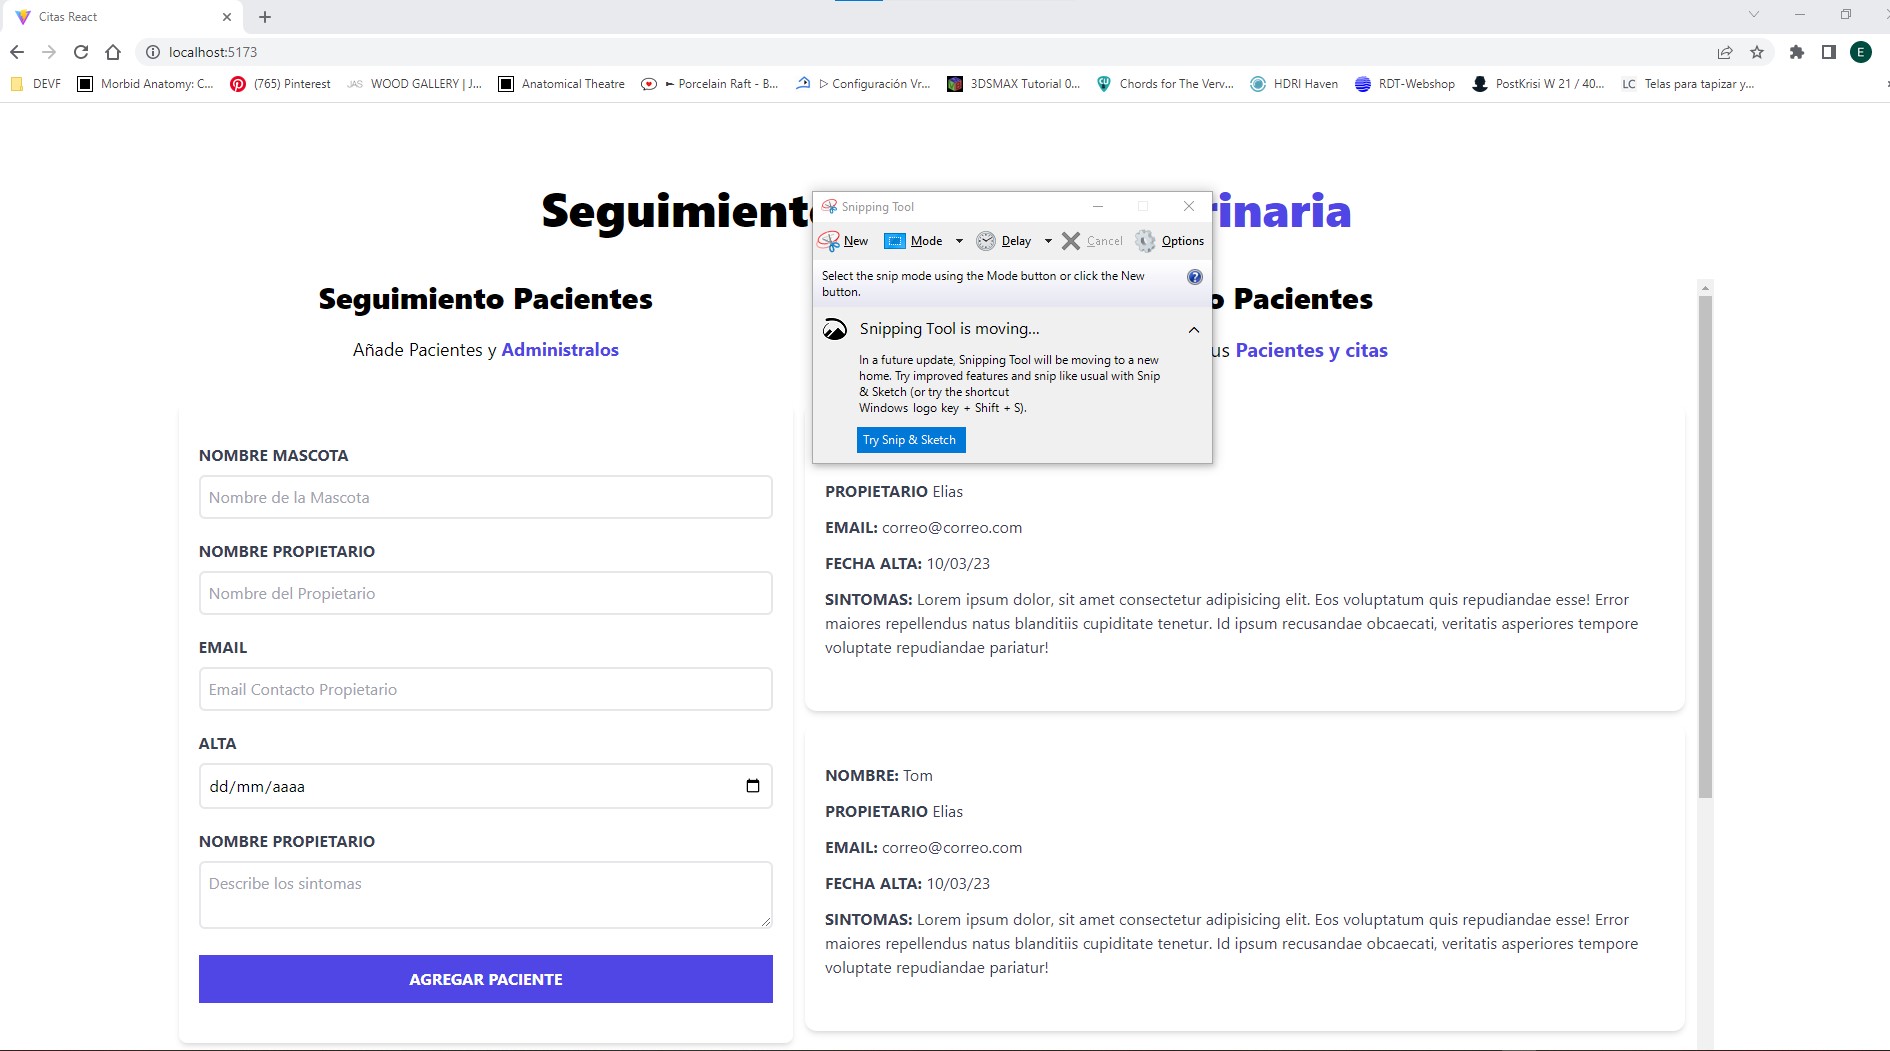 Citas React
localhost:5173
E
DEVF
Morbid Anatomy: C...
(765) Pinterest
JAS WOOD GALLERY | J...
Anatomical Theatre
► Porcelain Raft - B...
▷ Configuración Vr...
3DSMAX Tutorial 0...
Chords for The Verv...
HDRI Haven
RDT-Webshop
PostKrisi W 21 / 40...
LC Telas para tapizar y...
Seguimient
rinaria
Seguimiento Pacientes
Añade Pacientes y Administralos
NOMBRE MASCOTA
Nombre de la Mascota
NOMBRE PROPIETARIO
Nombre del Propietario
EMAIL
Email Contacto Propietario
ALTA
dd/mm/aaaa
NOMBRE PROPIETARIO
Describe los sintomas
AGREGAR PACIENTE
Snipping Tool
New
Mode
Delay
Cancel
Options
Select the snip mode using the Mode button or click the New
button.
Snipping Tool is moving...
In a future update, Snipping Tool will be moving to a new
home. Try improved features and snip like usual with Snip
& Sketch (or try the shortcut
Windows logo key + Shift + S).
Try Snip & Sketch
o Pacientes
us Pacientes y citas
PROPIETARIO Elias
EMAIL: correo@correo.com
FECHA ALTA: 10/03/23
SINTOMAS: Lorem ipsum dolor, sit amet consectetur adipisicing elit. Eos voluptatum quis repudiandae esse! Error
maiores repellendus natus blanditiis cupiditate tenetur. Id ipsum recusandae obcaecati, veritatis asperiores tempore
voluptate repudiandae pariatur!
NOMBRE: Tom
PROPIETARIO Elias
EMAIL: correo@correo.com
FECHA ALTA: 10/03/23
SINTOMAS: Lorem ipsum dolor, sit amet consectetur adipisicing elit. Eos voluptatum quis repudiandae esse! Error
maiores repellendus natus blanditiis cupiditate tenetur. Id ipsum recusandae obcaecati, veritatis asperiores tempore
voluptate repudiandae pariatur!